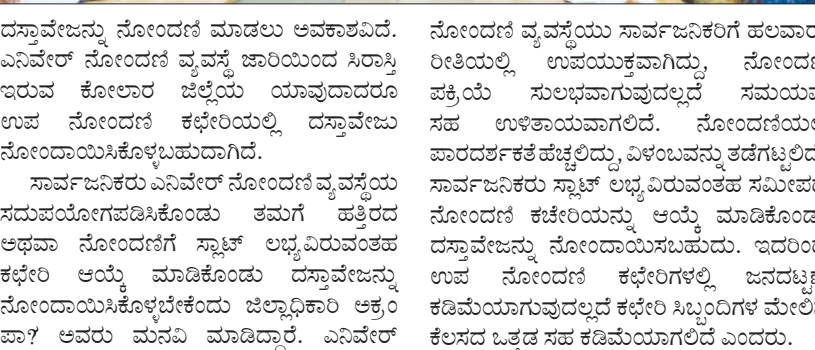 ದಸ್ತಾವೇಜನ್ನು ನೋಂದಣಿ ಮಾಡಲು ಅವಕಾಶವಿದೆ.
ಎನಿವೇರ್ ನೋಂದಣಿ ವ್ಯವಸ್ಥೆ ಜಾರಿಯಿಂದ ಸಿರಾಸ್ತಿ
ಇರುವ ಕೋಲಾರ ಜಿಲ್ಲೆಯ ಯಾವುದಾದರೂ
ಉಪ ನೋಂದಣಿ ಕಛೇರಿಯಲ್ಲಿ ದಸ್ತಾವೇಜು
ನೋಂದಾಯಿಸಿಕೊಳ್ಳಬಹುದಾಗಿದೆ.
ಸಾರ್ವಜನಿಕರು ಎನಿವೇರ್ ನೋಂದಣಿ ವ್ಯವಸ್ಥೆಯ
ಸದುಪಯೋಗಪಡಿಸಿಕೊಂಡು ತಮಗೆ ಹತ್ತಿರದ
ಅಥವಾ ನೋಂದಣಿಗೆ ಸ್ಲಾಟ್ ಲಭ್ಯವಿರುವಂತಹ
ಕಛೇರಿ ಆಯ್ಕೆ ಮಾಡಿಕೊಂಡು ದಸ್ತಾವೇಜನ್ನು
ನೋಂದಾಯಿಸಿಕೊಳ್ಳಬೇಕೆಂದು ಜಿಲ್ಲಾಧಿಕಾರಿ ಅಕ್ರಂ
ಪಾ? ಅವರು ಮನವಿ ಮಾಡಿದ್ದಾರೆ. ಎನಿವೇರ್
ನೋಂದಣಿ ವ್ಯವಸ್ಥೆಯು ಸಾರ್ವಜನಿಕರಿಗೆ ಹಲವಾರು
ರೀತಿಯಲ್ಲಿ ಉಪಯುಕ್ತವಾಗಿದ್ದು, ನೋಂದಣಿ
ಪಕ್ರಿಯೆ ಸುಲಭವಾಗುವುದಲ್ಲದೆ ಸಮಯವ
ಸಹ ಉಳಿತಾಯವಾಗಲಿದೆ. ನೋಂದಣಿಯಲ
ಪಾರದರ್ಶಕತೆ ಹೆಚ್ಚಲಿದ್ದು, ವಿಳಂಬವನ್ನು ತಡೆಗಟ್ಟಲಿದೆ
ಸಾರ್ವಜನಿಕರು ಸ್ಲಾಟ್ ಲಭ್ಯವಿರುವಂತಹ ಸಮೀಪದ
ನೋಂದಣಿ ಕಚೇರಿಯನ್ನು ಆಯ್ಕೆ ಮಾಡಿಕೊಂಡು
ದಸ್ತಾವೇಜನ್ನು ನೋಂದಾಯಿಸಬಹುದು. ಇದರಿಂದ
ಉಪ ನೋಂದಣಿ ಕಛೇರಿಗಳಲ್ಲಿ ಜನದಟ್ಟಣೆ
ಕಡಿಮೆಯಾಗುವುದಲ್ಲದೆ ಕಛೇರಿ ಸಿಬ್ಬಂದಿಗಳ ಮೇಲಿನ
ಕೆಲಸದ ಒತ್ತಡ ಸಹ ಕಡಿಮೆಯಾಗಲಿದೆ ಎಂದರು.